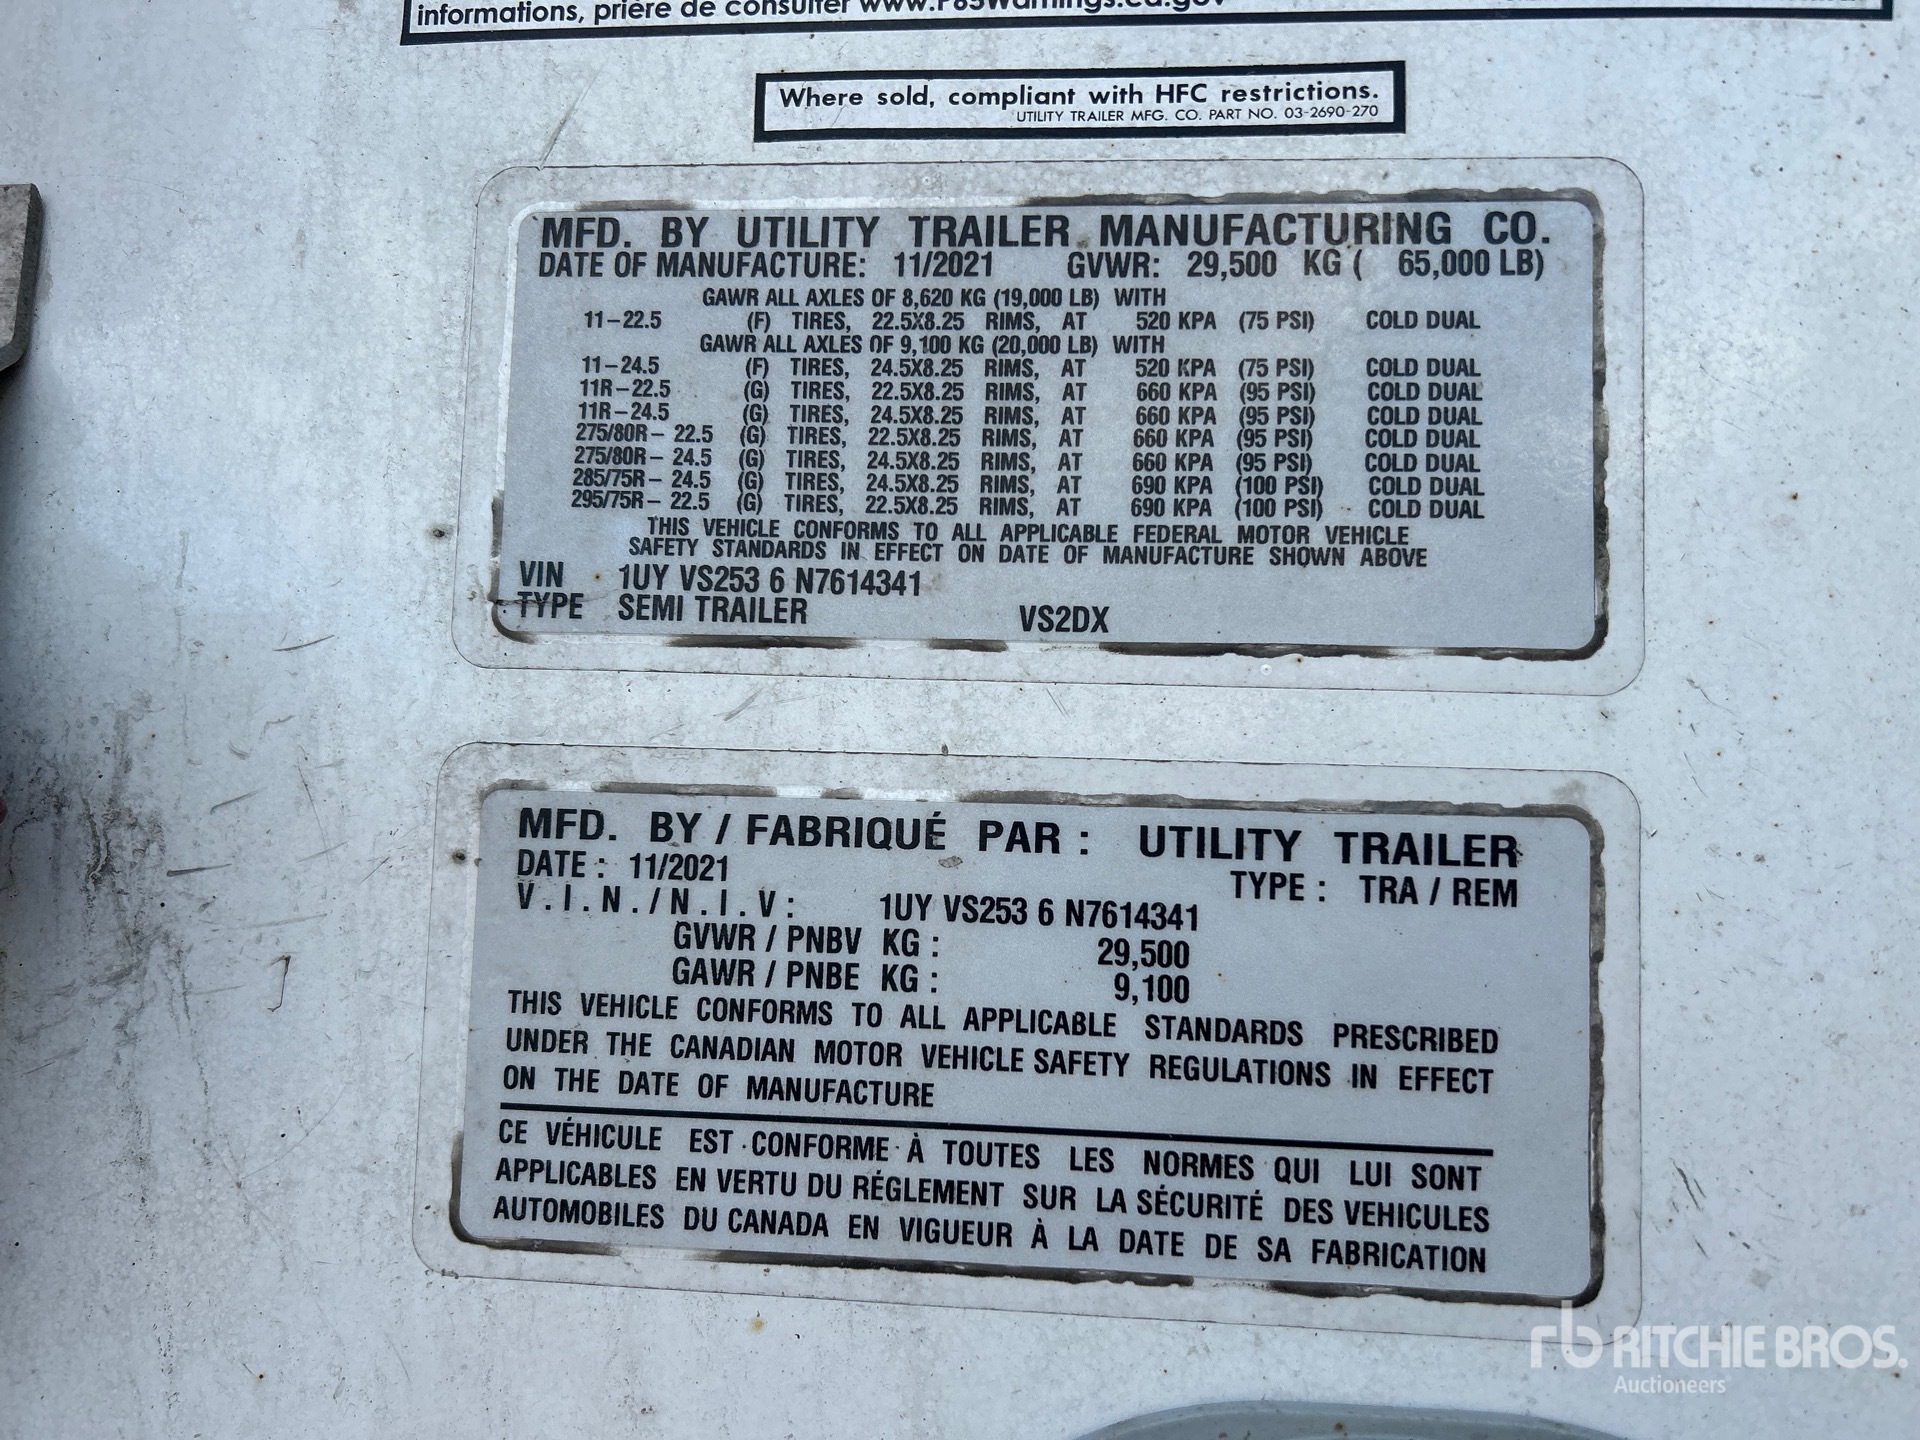 informations, prière de consulter www.P65Warnings.ca.gov
Where sold, compliant with HFC restrictions.
UTILITY TRAILER MFG. CO. PART NO. 03-2690-270
MFD. BY UTILITY TRAILER MANUFACTURING CO.
DATE OF MANUFACTURE: 11/2021 GVWR: 29,500 KG ( 65,000 LB)
GAWR ALL AXLES OF 8,620 KG (19,000 LB) WITH
11-22.5 (F) TIRES, 22.5X8.25 RIMS, AT 520 KPA (75 PSI) COLD DUAL
GAWR ALL AXLES OF 9,100 KG (20,000 LB) WITH
11-24.5 (F) TIRES, 24.5X8.25 RIMS, AT 520 KPA (75 PSI) COLD DUAL
11R-22.5 (G) TIRES, 22.5X8.25 RIMS, AT 660 KPA (95 PSI) COLD DUAL
11R-24.5 (G) TIRES, 24.5X8.25 RIMS, AT 660 KPA (95 PSI) COLD DUAL
275/80R- 22.5 (G) TIRES, 22.5X8.25 RIMS, AT 660 KPA (95 PSI) COLD DUAL
275/80R- 24.5 (G) TIRES, 24.5X8.25 RIMS, AT 660 KPA (95 PSI) COLD DUAL
285/75R- 24.5 (G) TIRES, 24.5X8.25 RIMS, AT 690 KPA (100 PSI) COLD DUAL
295/75R- 22.5 (G) TIRES, 22.5X8.25 RIMS, AT 690 KPA (100 PSI) COLD DUAL
THIS VEHICLE CONFORMS TO ALL APPLICABLE FEDERAL MOTOR VEHICLE
SAFETY STANDARDS IN EFFECT ON DATE OF MANUFACTURE SHOWN ABOVE
VIN 1UY VS253 6 N7614341
TYPE SEMI TRAILER VS2DX
MFD. BY / FABRIQUÉ PAR : UTILITY TRAILER
DATE : 11/2021 TYPE : TRA / REM
V.I.N./N.I.V: 1UY VS253 6 N7614341
GVWR / PNBV KG : 29,500
GAWR / PNBE KG : 9,100
THIS VEHICLE CONFORMS TO ALL APPLICABLE STANDARDS PRESCRIBED
UNDER THE CANADIAN MOTOR VEHICLE SAFETY REGULATIONS IN EFFECT
ON THE DATE OF MANUFACTURE
CE VÉHICULE EST CONFORME À TOUTES LES NORMES QUI LUI SONT
APPLICABLES EN VERTU DU RÉGLEMENT SUR LA SÉCURITÉ DES VEHICULES
AUTOMOBILES DU CANADA EN VIGUEUR À LA DATE DE SA FABRICATION
rb RITCHIE BROS.
Auctioneers